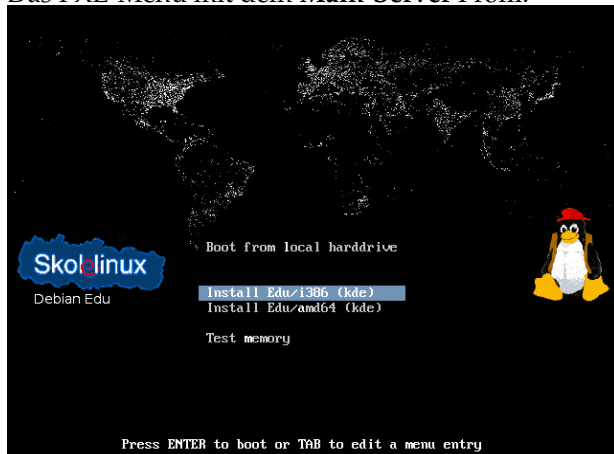 Das PXE-Menü mit dem Main-Server Profil:
Boot from local harddrive
Skolelinux
Debian Edu
Install Edu/i386 (kde)
Install Edu/amd64 (kde)
Test memory
Press ENTER to boot or TAB to edit a menu entry